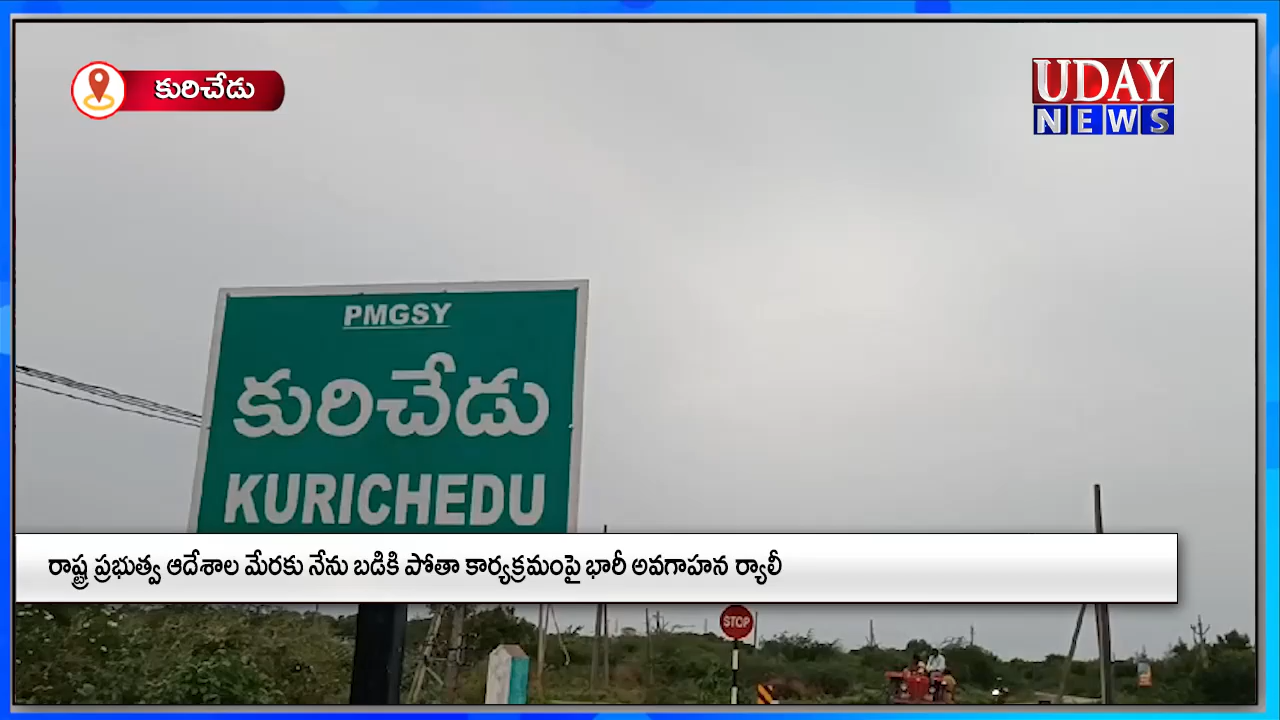 కురిచేడు
UDAY
NEWS
PMGSY
కురిచేడు
KURICHEDU
రాష్ట్ర ప్రభుత్వ ఆదేశాల మేరకు నేను బడికి పోతా కార్యక్రమంపై భారీ అవగాహన ర్యాలీ
STOP